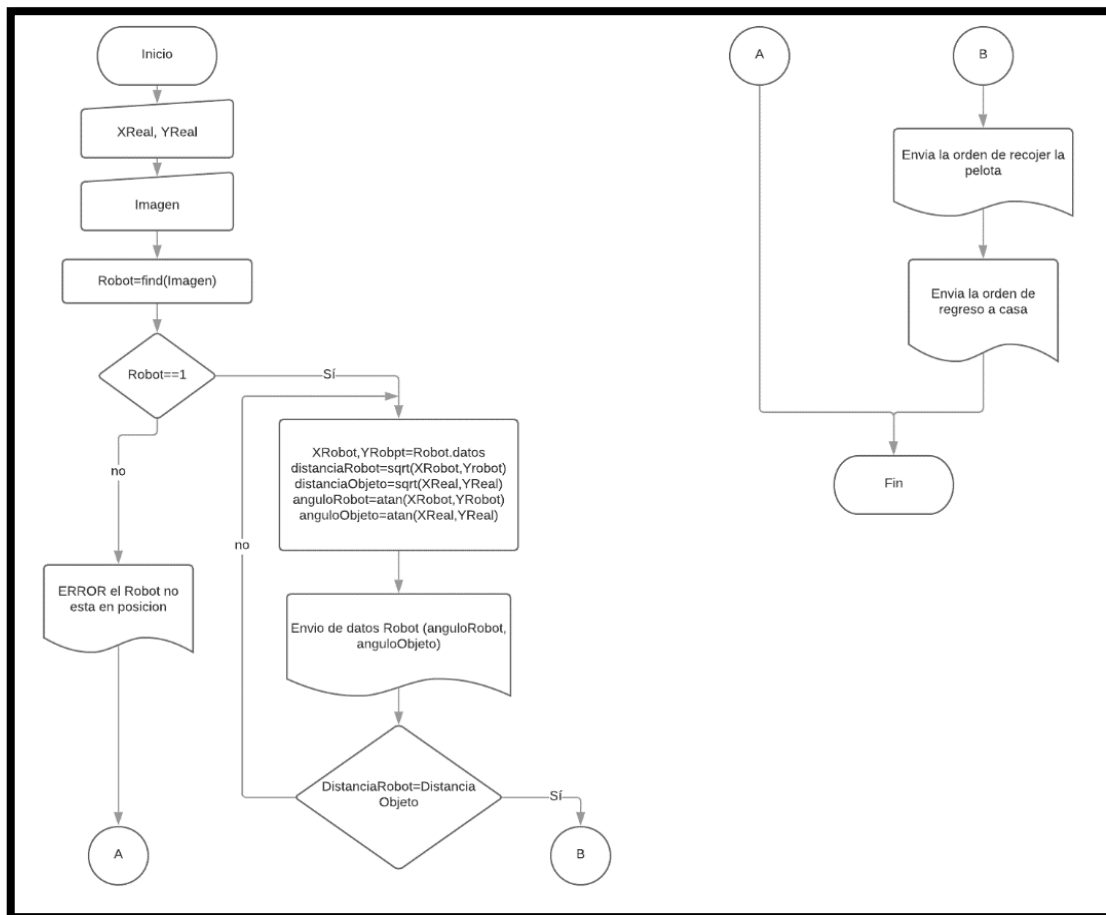 Inicio
XReal, YReal
Imagen
Robot=find(Imagen)
Robot==1
Sí
no
XRobot,YRobpt=Robot.datos
distanciaRobot=sqrt(XRobot,Yrobot)
distanciaObjeto=sqrt(XReal,YReal)
anguloRobot=atan(XRobot,YRobot)
anguloObjeto=atan(XReal,YReal)
no
ERROR el Robot no
esta en posicion
Envio de datos Robot (anguloRobot,
anguloObjeto)
DistanciaRobot=Distancia
Objeto
Sí
A
B
A
B
Envia la orden de recojer la
pelota
Envia la orden de
regreso a casa
Fin